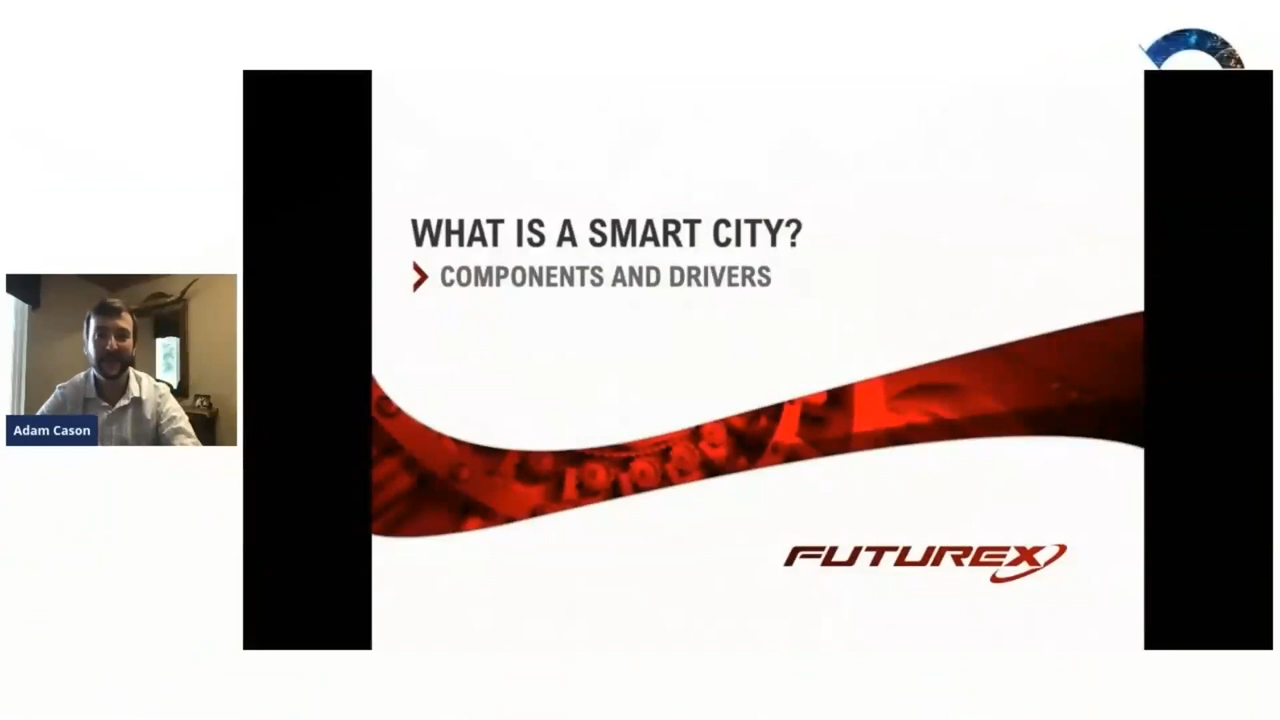 WHAT IS A SMART CITY?
COMPONENTS AND DRIVERS
Adam Cason
FUTUREX